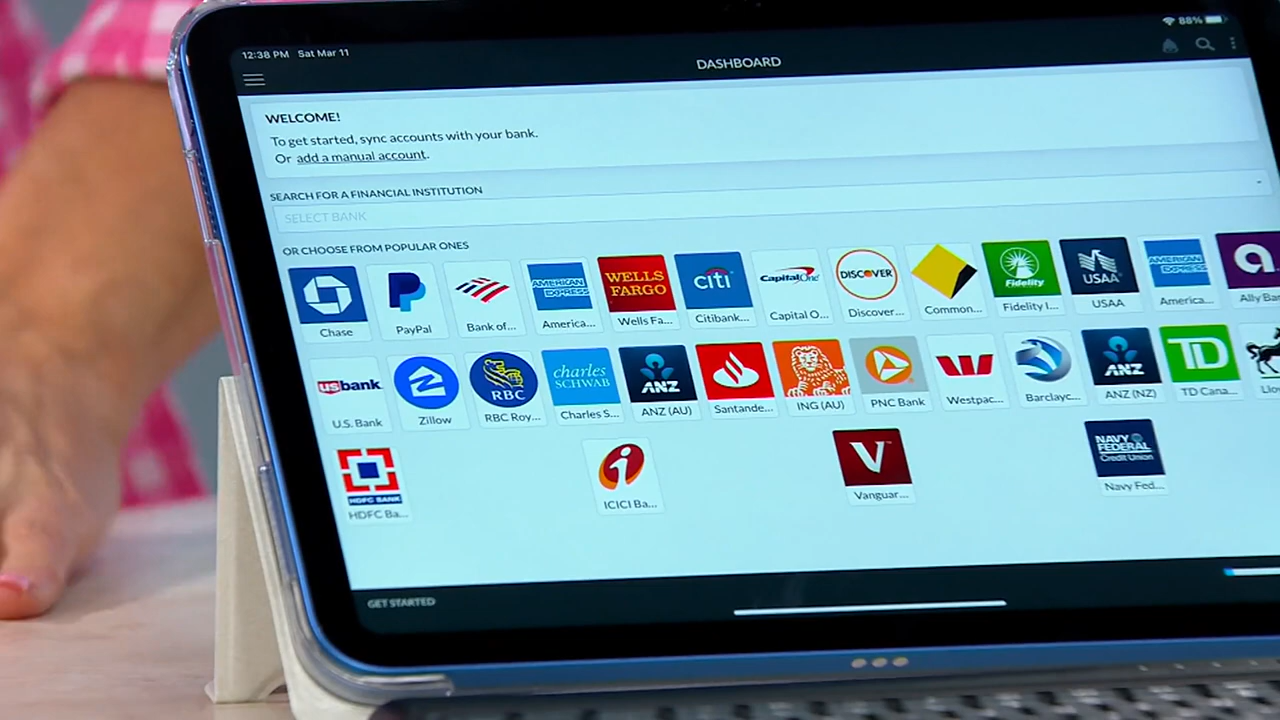 12:38 PM Sat Mar 11
88%
DASHBOARD
WELCOME!
To get started, sync accounts with your bank.
Or add a manual account.
SEARCH FOR A FINANCIAL INSTITUTION
SELECT BANK
OR CHOOSE FROM POPULAR ONES
AMERICAN EXPRESS
WELLS FARGO
citi
Capital One
DISCOVER
Fidelity
USAA
AMERICAN EXPRESS
a
Chase
PayPal
Bank of...
America...
Wells Fa...
Citibank...
Capital O...
Discover...
Common...
Fidelity I...
USAA
America...
Ally Ba
usbank
Z
RBC
charles SCHWAB
ANZ
ANZ
TD
U.S. Bank
Zillow
RBC Roy...
Charles S...
ANZ (AU)
Santande...
ING (AU)
PNC Bank
Westpac...
Barclayc...
ANZ (NZ)
TD Cana...
Llo
HDFC BANK
i
V
NAVY FEDERAL Credit Union
HDFC Ba...
ICICI Ba...
Vanguar...
Navy Fed...
GET STARTED